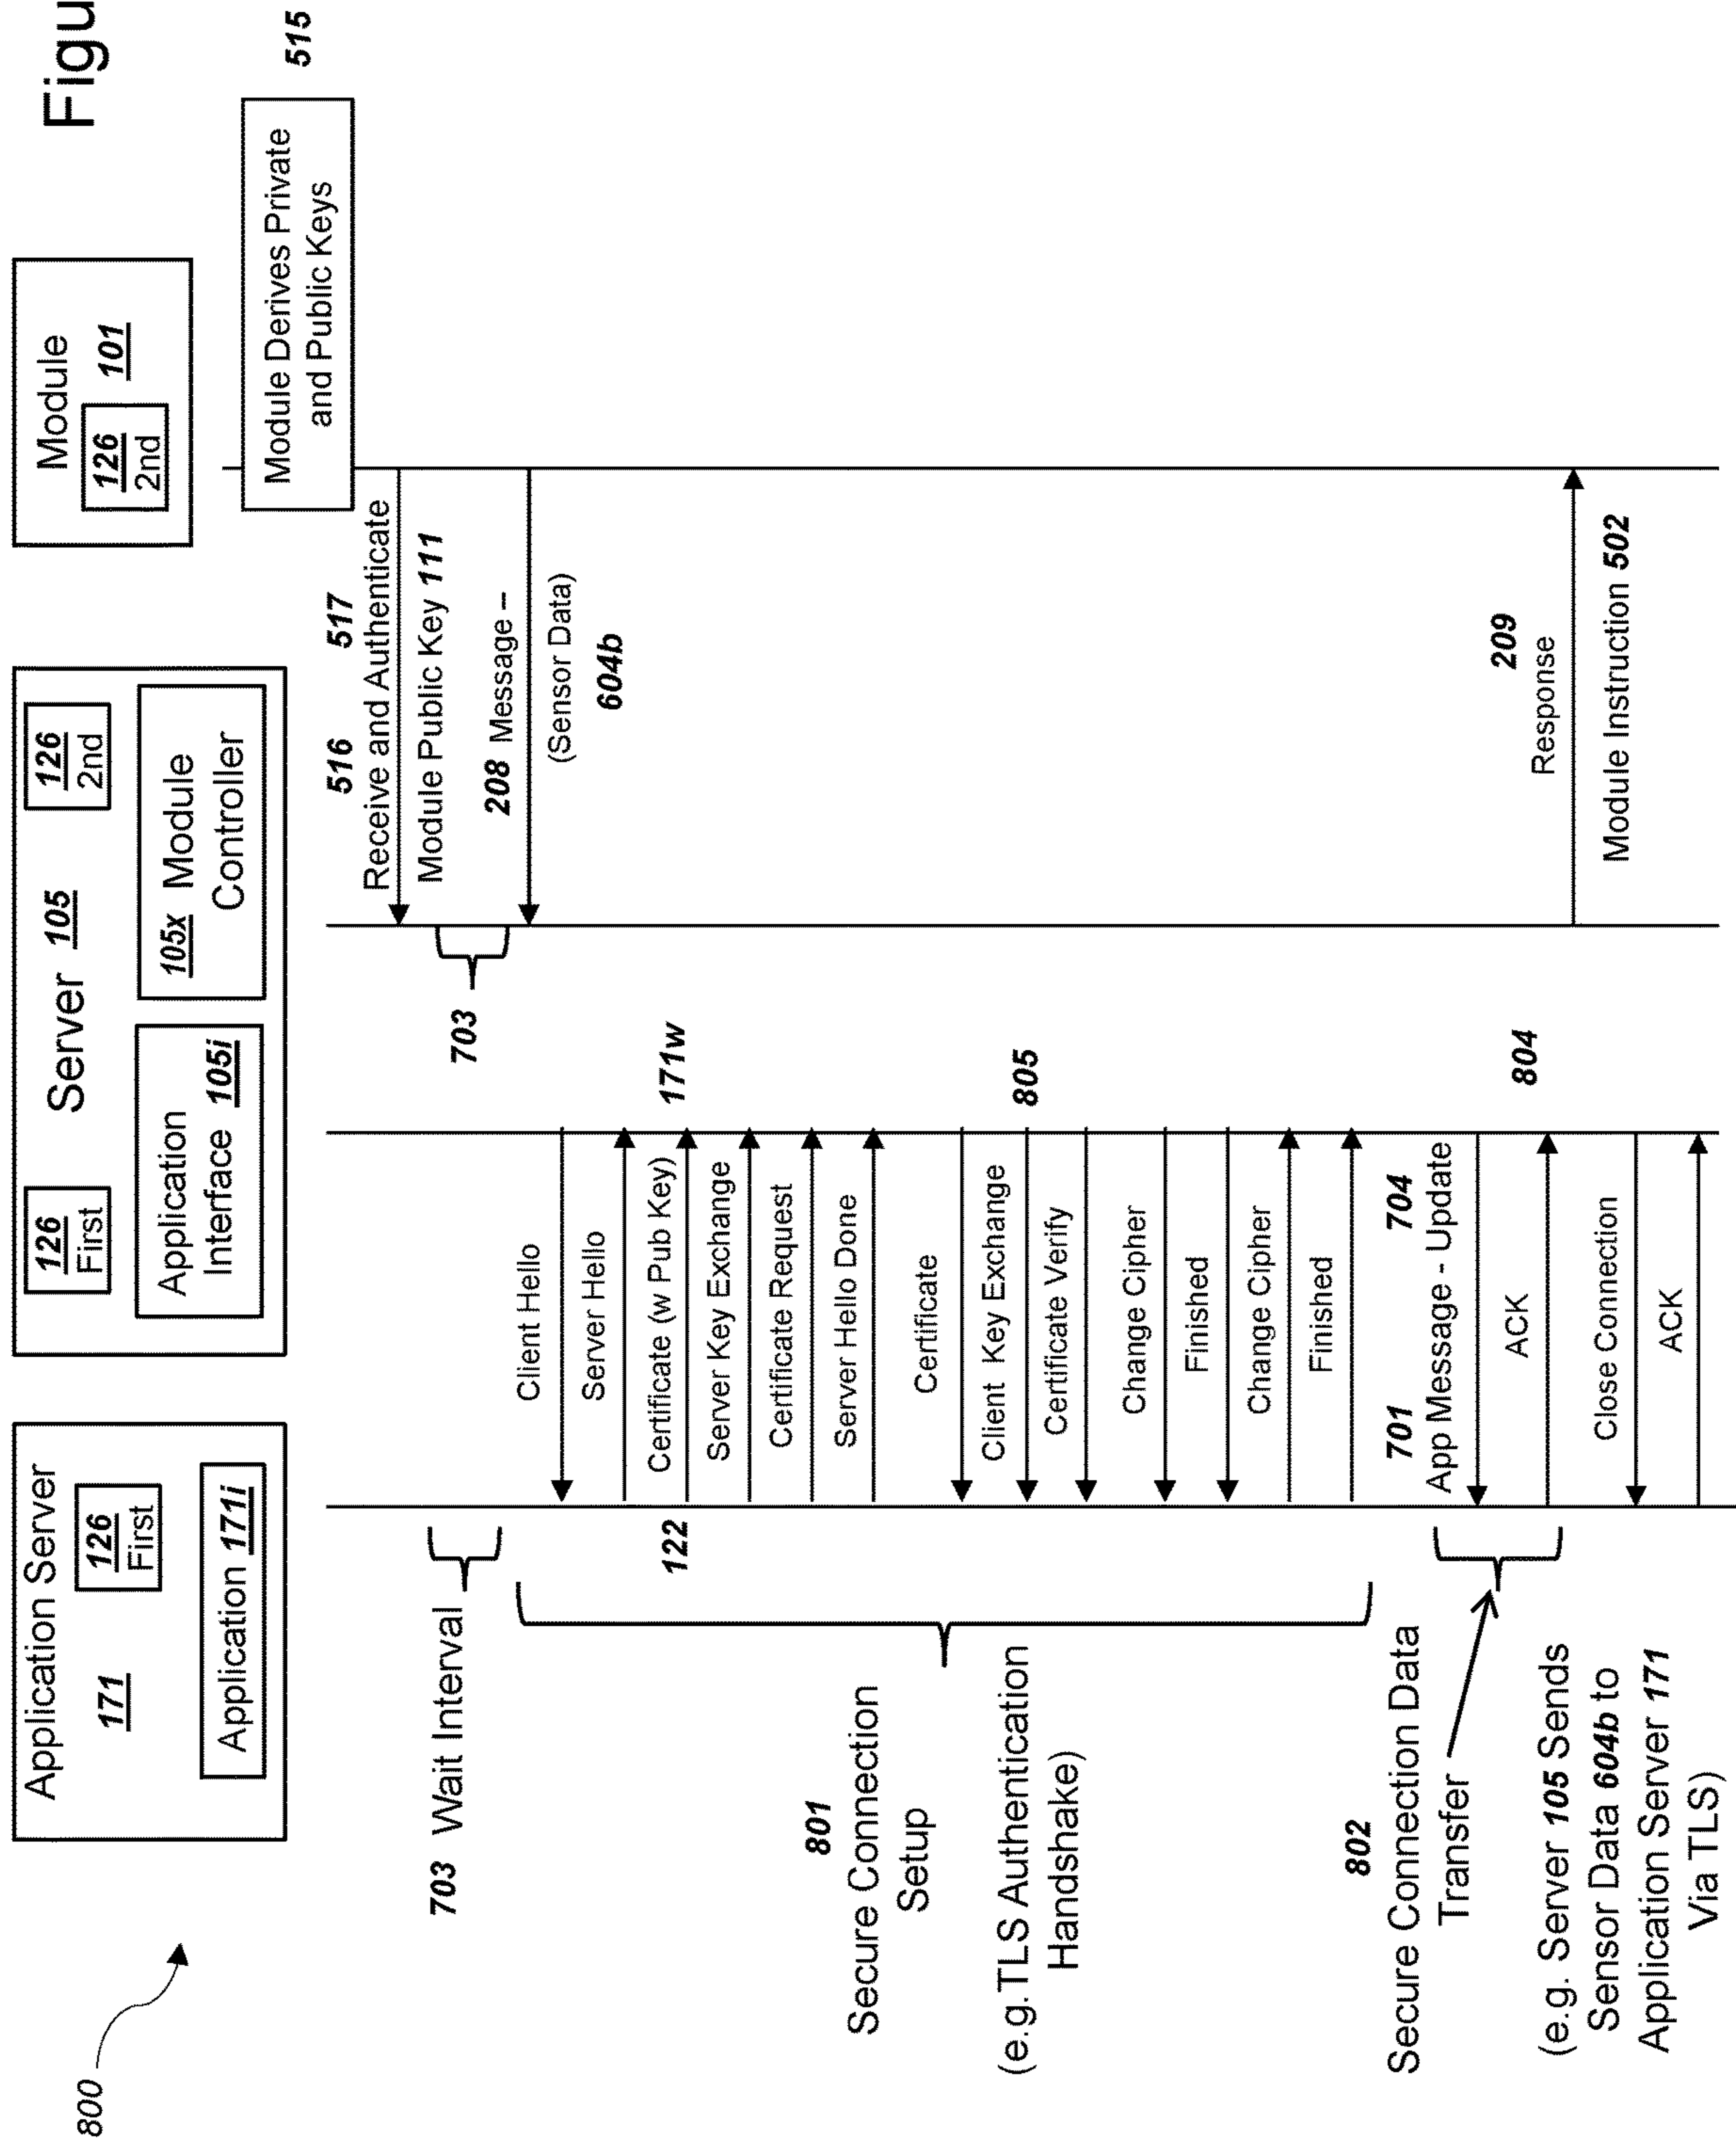 Figu
800
Application Server
171
126
First
Application 171i
126
First
Server 105
126
2nd
Application
Interface 105i
105x Module
Controller
Module
126
2nd
101
Module Derives Private
and Public Keys
515
516 517
Receive and Authenticate
Module Public Key 111
703 Wait Interval
703
208 Message –
(Sensor Data)
604b
Client Hello
Server Hello
122
Certificate (w Pub Key)
171w
Server Key Exchange
Certificate Request
Server Hello Done
801
Secure Connection
Setup
(e.g.TLS Authentication
Handshake)
Certificate
Client Key Exchange
805
Certificate Verify
Change Cipher
Finished
Change Cipher
Finished
802
Secure Connection Data
Transfer
(e.g. Server 105 Sends
Sensor Data 604b to
Application Server 171
Via TLS)
701 704
App Message - Update
ACK
804
Close Connection
ACK
209
Response
Module Instruction 502